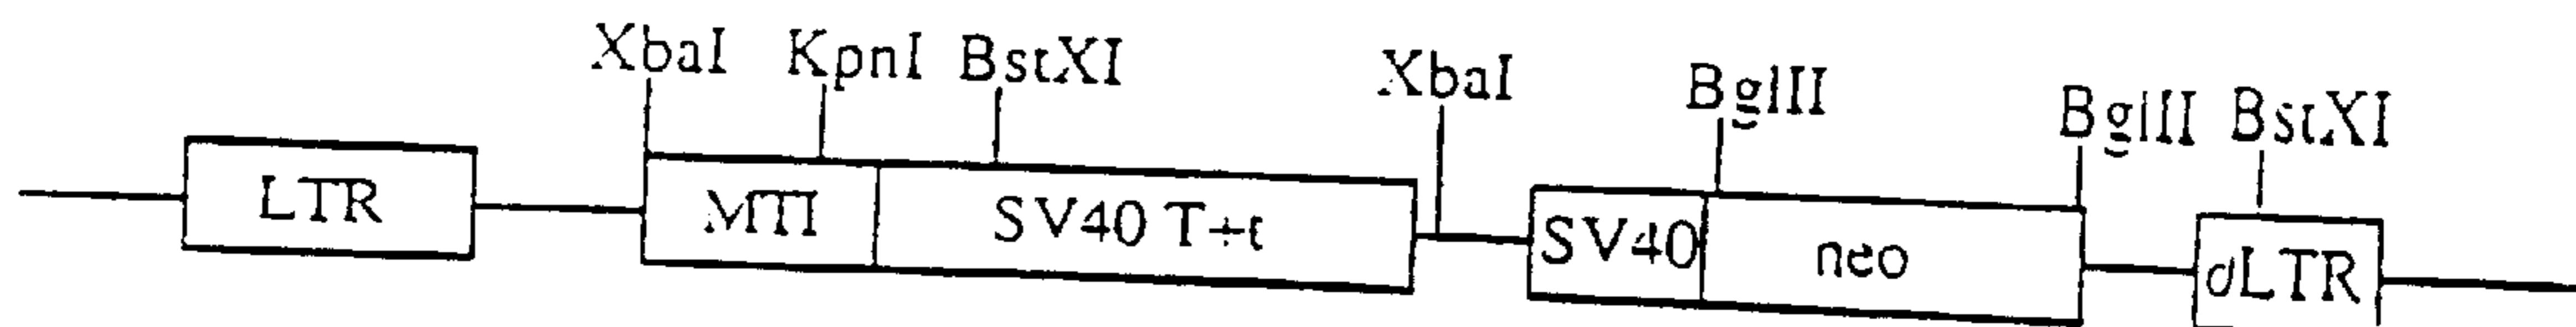 XbaI KpnI BstXI XbaI BglII BglII BstXI
LTR MTI SV40 T+t SV40 neo dLTR